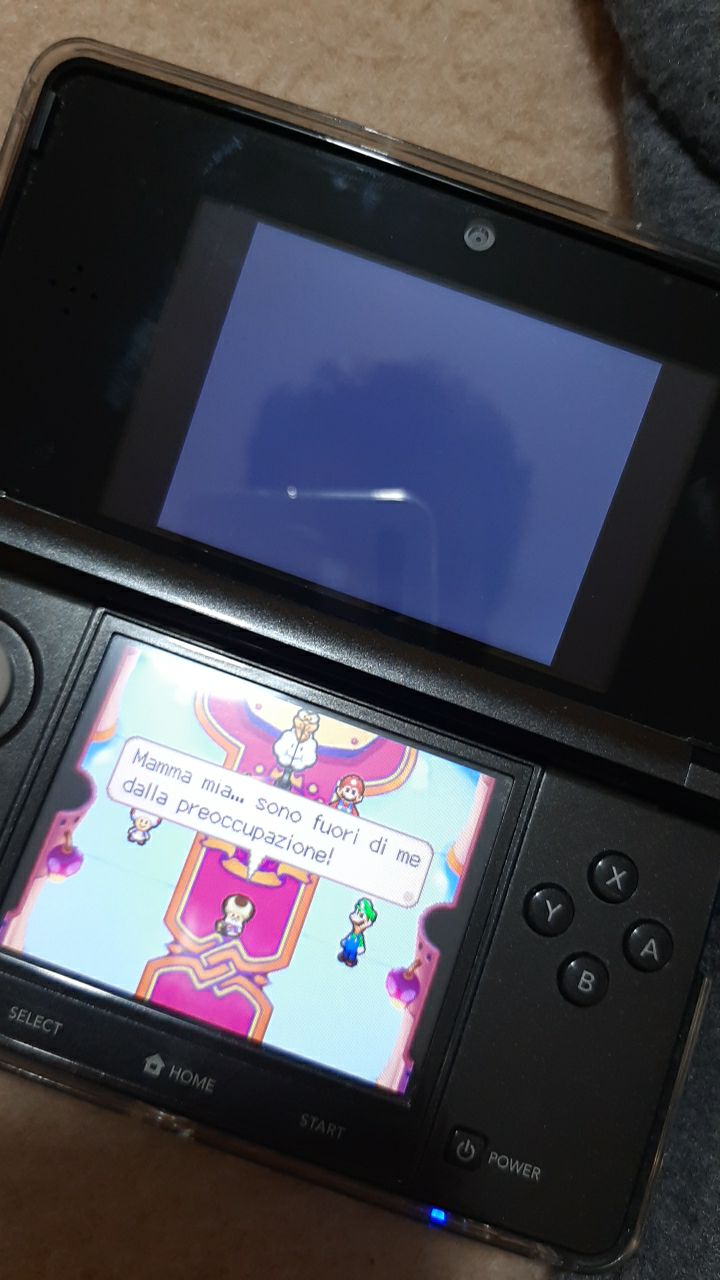 Mamma mia... sono fuori di me
dalla preoccupazione!
X
Y
A
B
SELECT
HOME
START
POWER